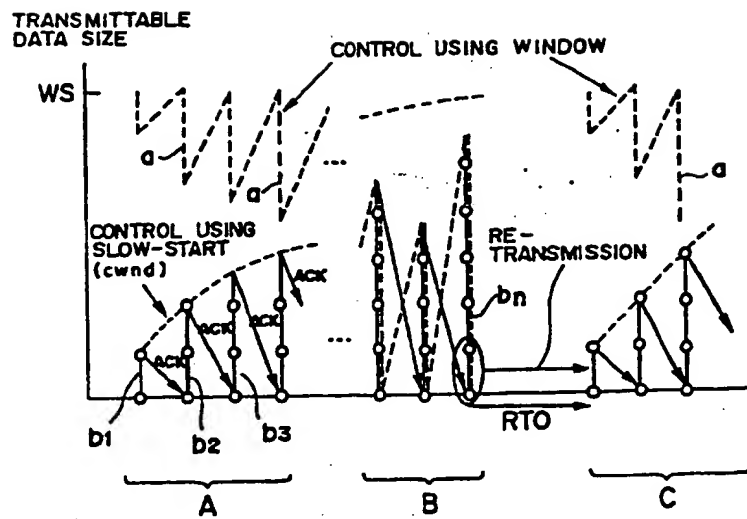 TRANSMITTABLE
DATA SIZE
CONTROL USING WINDOW
WS
a
a
...
a
CONTROL USING
SLOW-START
(cwnd)
RE-
TRANSMISSION
ACK
ACK
ACK
ACK
...
bn
b1
b2
b3
RTO
A
B
C